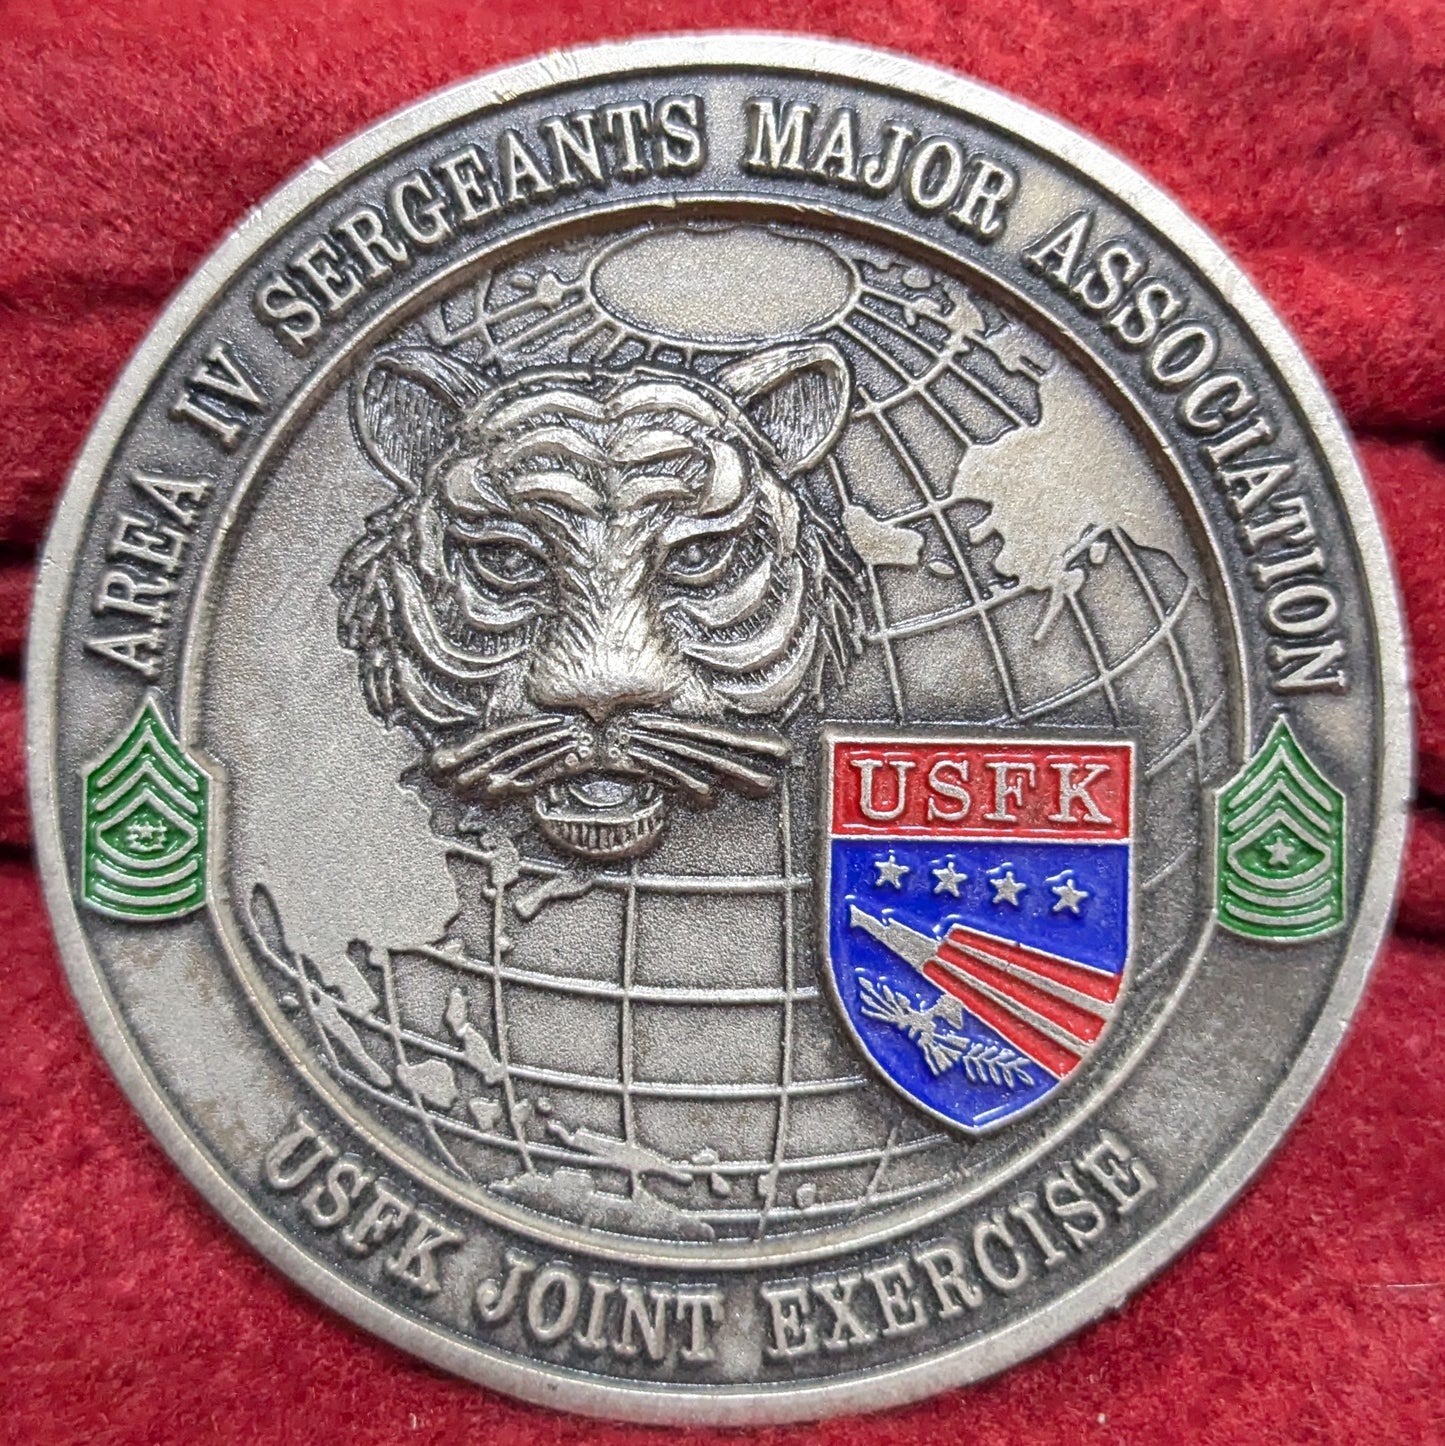 AREA IV SERGEANTS MAJOR ASSOCIATION
USFK
USFK JOINT EXERCISE